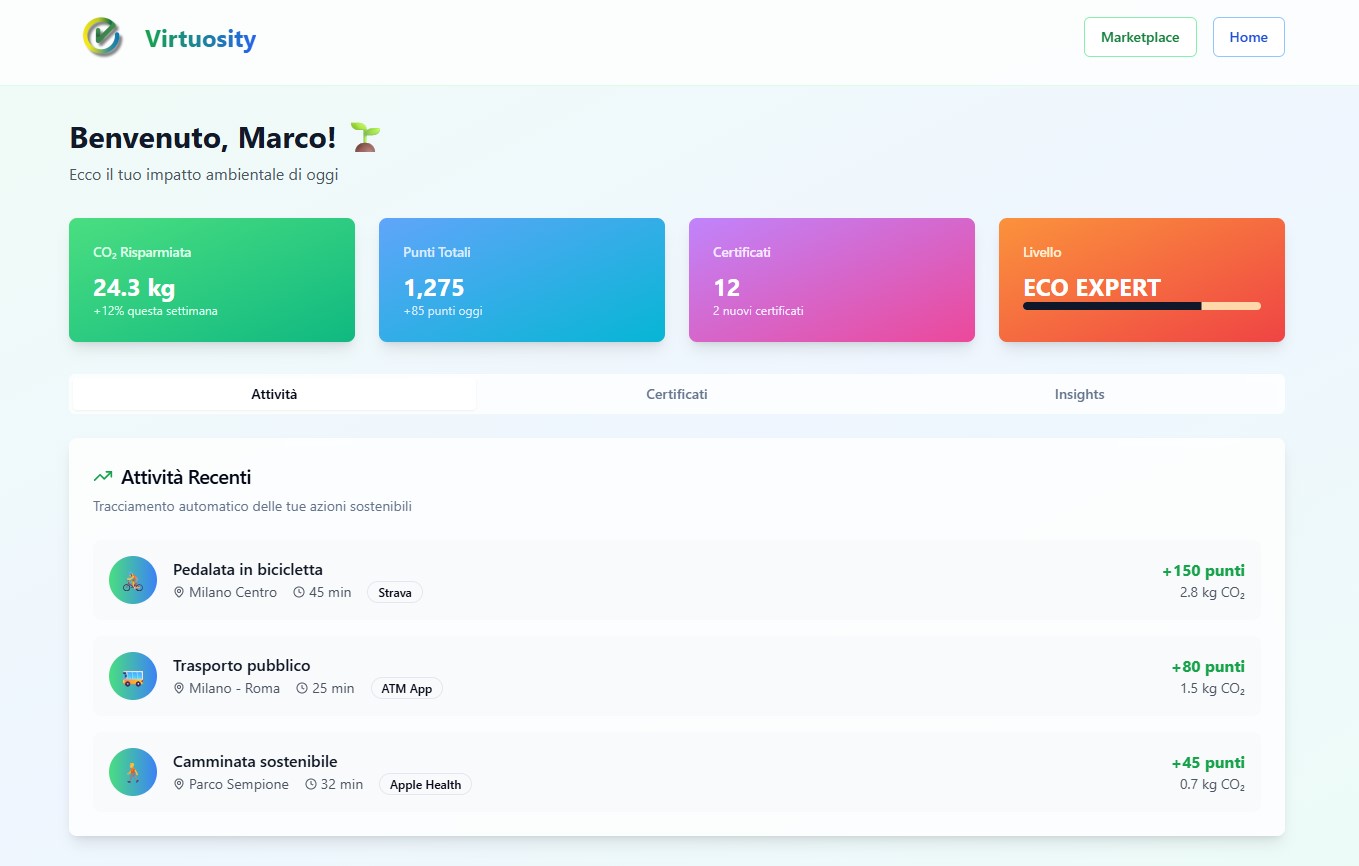 Virtuosity
Marketplace
Home
Benvenuto, Marco!
Ecco il tuo impatto ambientale di oggi
CO₂ Risparmiata
24.3 kg
+12% questa settimana
Punti Totali
1,275
+85 punti oggi
Certificati
12
2 nuovi certificati
Livello
ECO EXPERT
Attività
Certificati
Insights
Attività Recenti
Tracciamento automatico delle tue azioni sostenibili
Pedalata in bicicletta
Milano Centro 45 min Strava
+150 punti
2.8 kg CO₂
Trasporto pubblico
Milano - Roma 25 min ATM App
+80 punti
1.5 kg CO₂
Camminata sostenibile
Parco Sempione 32 min Apple Health
+45 punti
0.7 kg CO₂